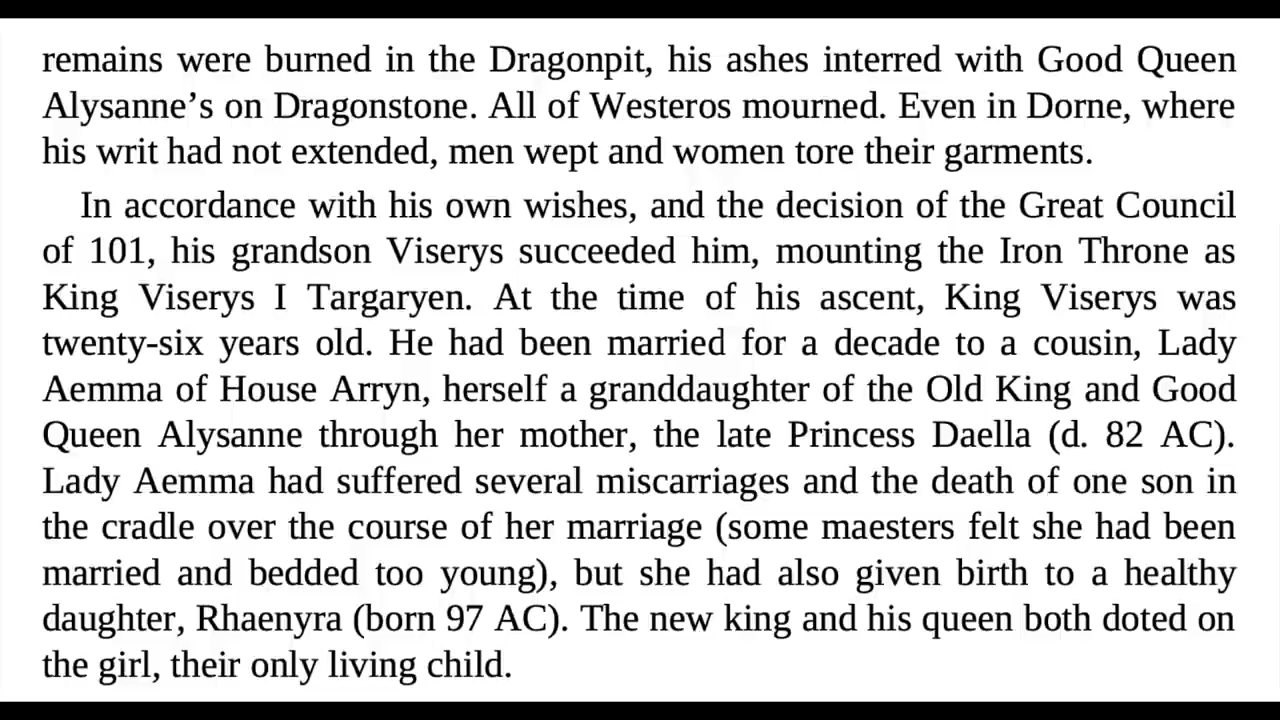 remains were burned in the Dragonpit, his ashes interred with Good Queen
Alysanne’s on Dragonstone. All of Westeros mourned. Even in Dorne, where
his writ had not extended, men wept and women tore their garments.
In accordance with his own wishes, and the decision of the Great Council
of 101, his grandson Viserys succeeded him, mounting the Iron Throne as
King Viserys I Targaryen. At the time of his ascent, King Viserys was
twenty-six years old. He had been married for a decade to a cousin, Lady
Aemma of House Arryn, herself a granddaughter of the Old King and Good
Queen Alysanne through her mother, the late Princess Daella (d. 82 AC).
Lady Aemma had suffered several miscarriages and the death of one son in
the cradle over the course of her marriage (some maesters felt she had been
married and bedded too young), but she had also given birth to a healthy
daughter, Rhaenyra (born 97 AC). The new king and his queen both doted on
the girl, their only living child.